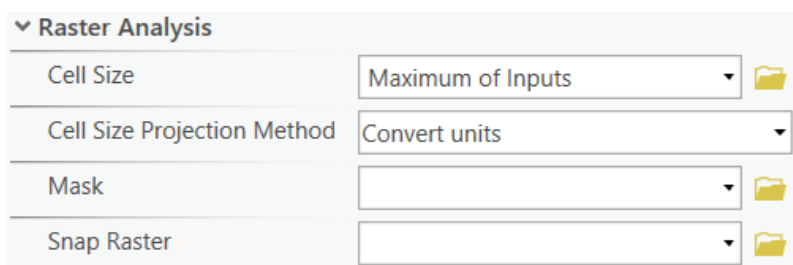 Raster Analysis
Cell Size Maximum of Inputs
Cell Size Projection Method Convert units
Mask
Snap Raster